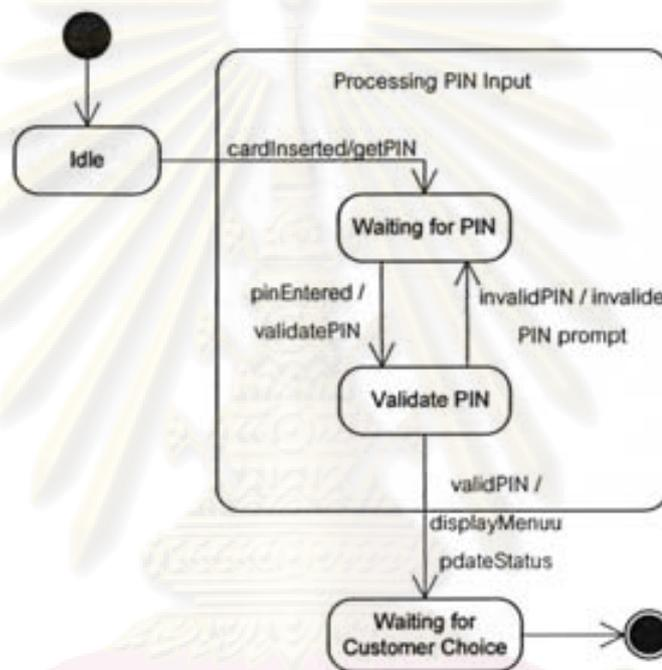 Processing PIN Input
Idle
cardInserted/getPIN
Waiting for PIN
pinEntered /
validatePIN
invalidPIN / invalide
PIN prompt
Validate PIN
validPIN /
displayMenuu
pdateStatus
Waiting for
Customer Choice